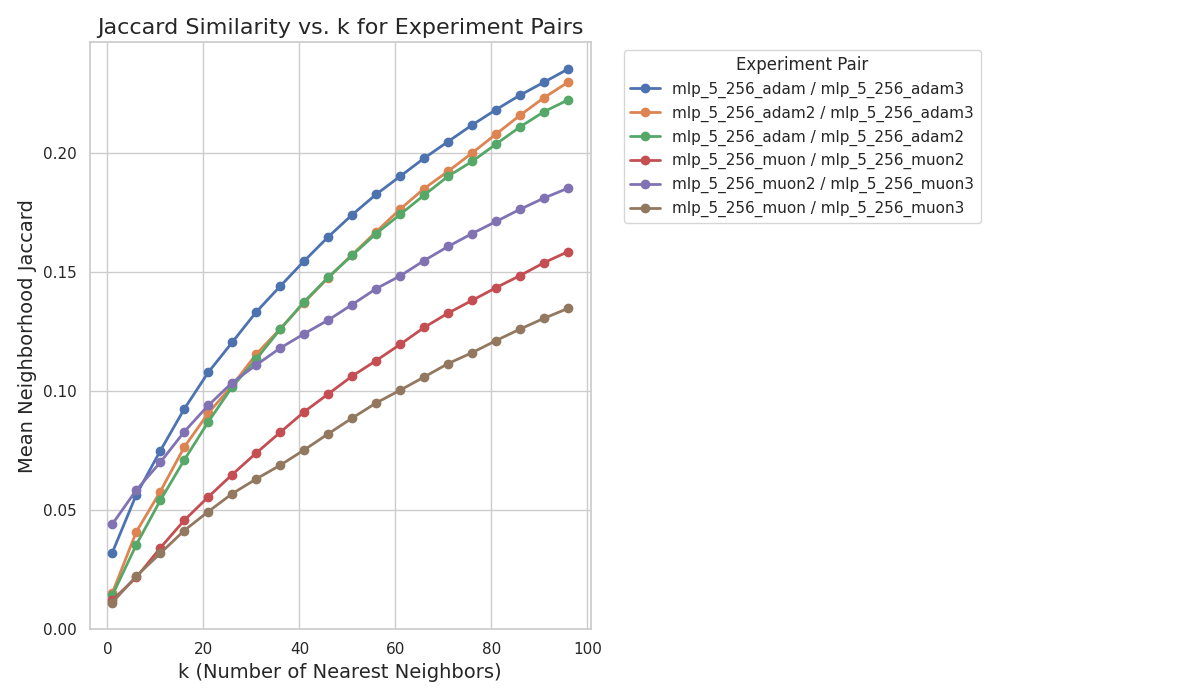 Jaccard Similarity vs. k for Experiment Pairs
Mean Neighborhood Jaccard
0.20
0.15
0.10
0.05
0.00
0 20 40 60 80 100
k (Number of Nearest Neighbors)
Experiment Pair
mlp_5_256_adam / mlp_5_256_adam3
mlp_5_256_adam2 / mlp_5_256_adam3
mlp_5_256_adam / mlp_5_256_adam2
mlp_5_256_muon / mlp_5_256_muon2
mlp_5_256_muon2 / mlp_5_256_muon3
mlp_5_256_muon / mlp_5_256_muon3